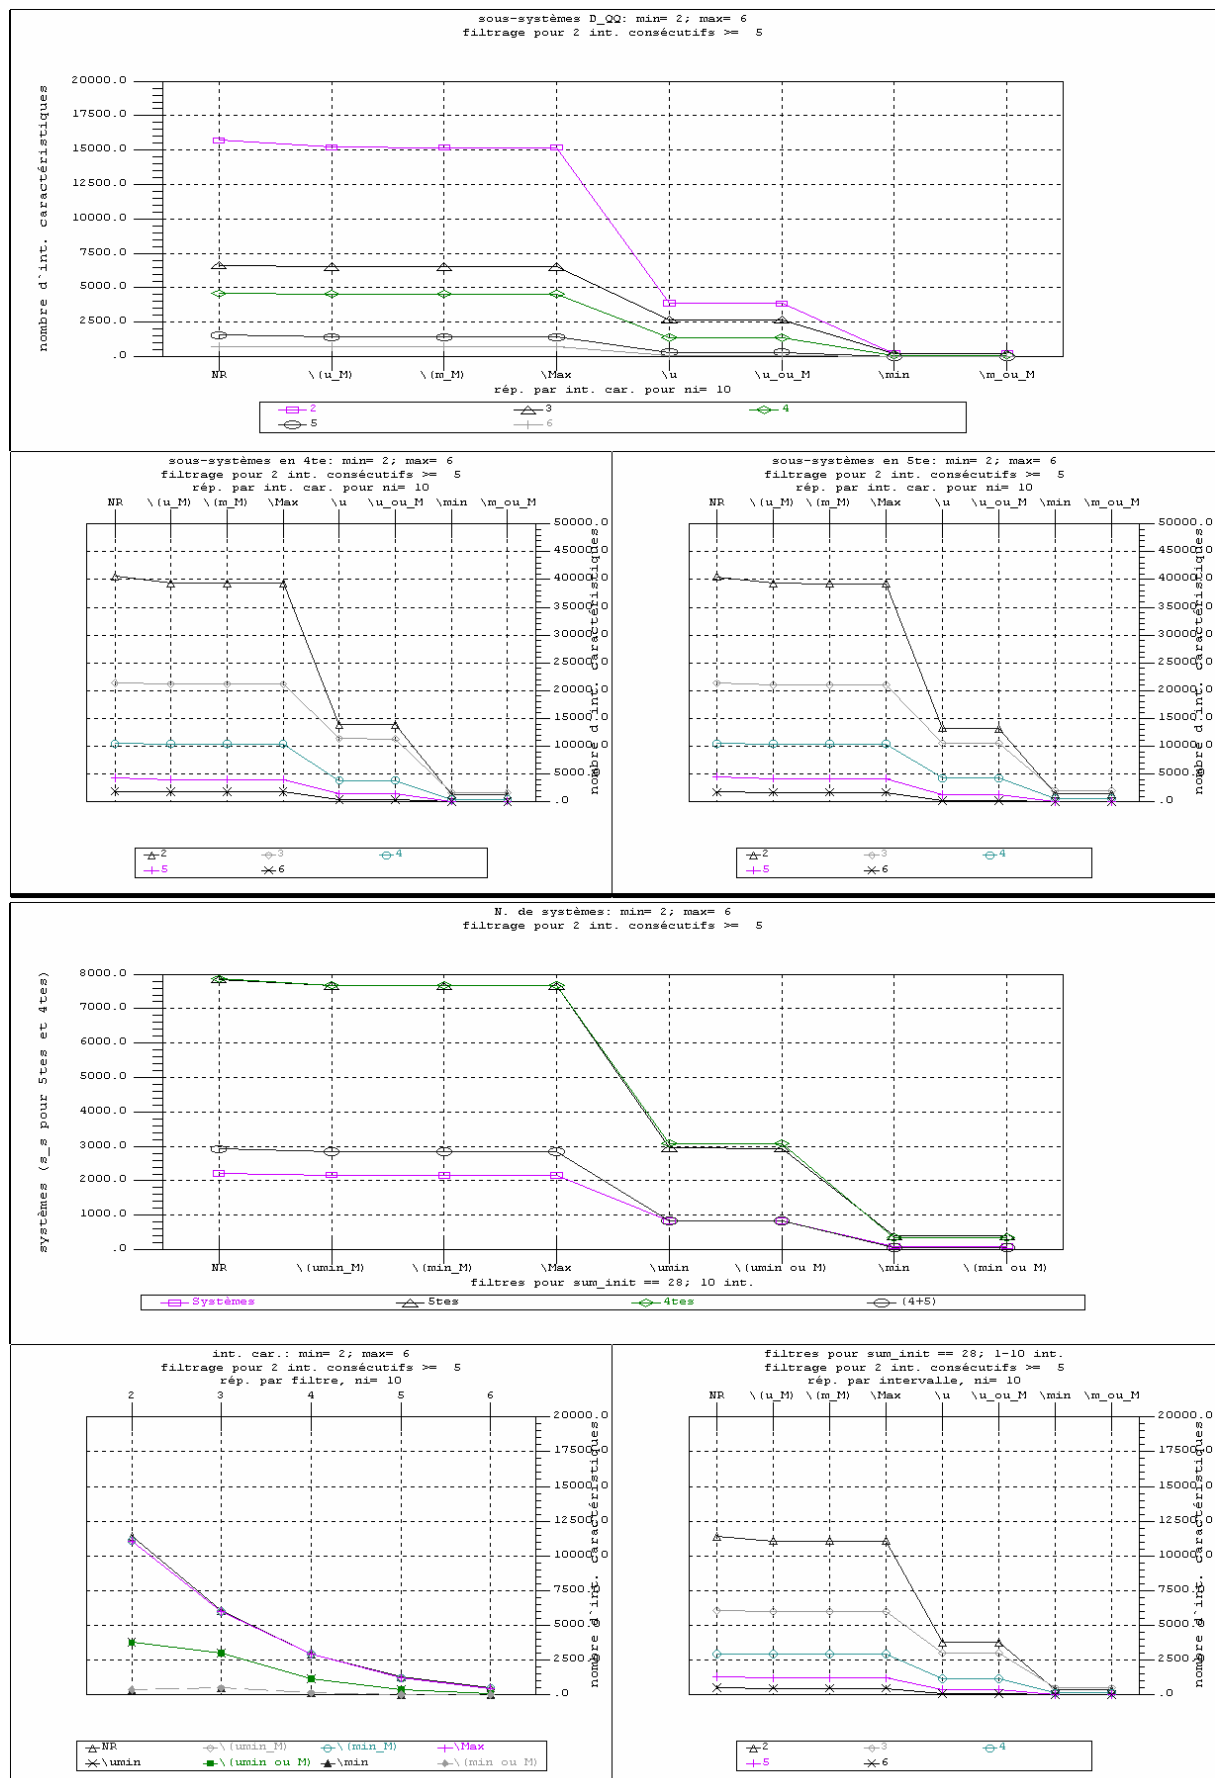 sous-systèmes D_QQ: min= 2; max= 6
filtrage pour 2 int. consécutifs >=  5
nombre d`int. caractéristiques
20000.0
17500.0
15000.0
12500.0
10000.0
7500.0
5000.0
2500.0
.0
NR \(u_M) \(m_M) \Max \u \u_ou_M \min \m_ou_M
rép. par int. car. pour ni= 10
2 3 4
5 6
sous-systèmes en 4te: min= 2; max= 6
filtrage pour 2 int. consécutifs >=  5
rép. par int. car. pour ni= 10
NR \(u_M) \(m_M) \Max \u \u_ou_M \min \m_ou_M
50000.0
45000.0
40000.0
35000.0
30000.0
25000.0
20000.0
15000.0
10000.0
5000.0
.0
nombre d`int. caractéristiques
2 3 4
5 6
sous-systèmes en 5te: min= 2; max= 6
filtrage pour 2 int. consécutifs >=  5
rép. par int. car. pour ni= 10
NR \(u_M) \(m_M) \Max \u \u_ou_M \min \m_ou_M
50000.0
45000.0
40000.0
35000.0
30000.0
25000.0
20000.0
15000.0
10000.0
5000.0
.0
nombre d`int. caractéristiques
2 3 4
5 6
N. de systèmes: min= 2; max= 6
filtrage pour 2 int. consécutifs >=  5
systèmes (s_s pour 5tes et 4tes)
8000.0
7000.0
6000.0
5000.0
4000.0
3000.0
2000.0
1000.0
.0
NR \(umin_M) \(min_M) \Max \umin \(umin ou M) \min \(min ou M)
filtres pour sum_init == 28; 10 int.
Systèmes 5tes 4tes (4+5)
int. car.: min= 2; max= 6
filtrage pour 2 int. consécutifs >=  5
rép. par filtre, ni= 10
2 3 4 5 6
20000.0
17500.0
15000.0
12500.0
10000.0
7500.0
5000.0
2500.0
.0
nombre d`int. caractéristiques
NR \(umin_M) \(min_M) \Max
\umin \(umin ou M) \min \(min ou M)
filtres pour sum_init == 28; 1-10 int.
filtrage pour 2 int. consécutifs >=  5
rép. par intervalle, ni= 10
NR \(u_M) \(m_M) \Max \u \u_ou_M \min \m_ou_M
20000.0
17500.0
15000.0
12500.0
10000.0
7500.0
5000.0
2500.0
.0
nombre d`int. caractéristiques
2 3 4
5 6